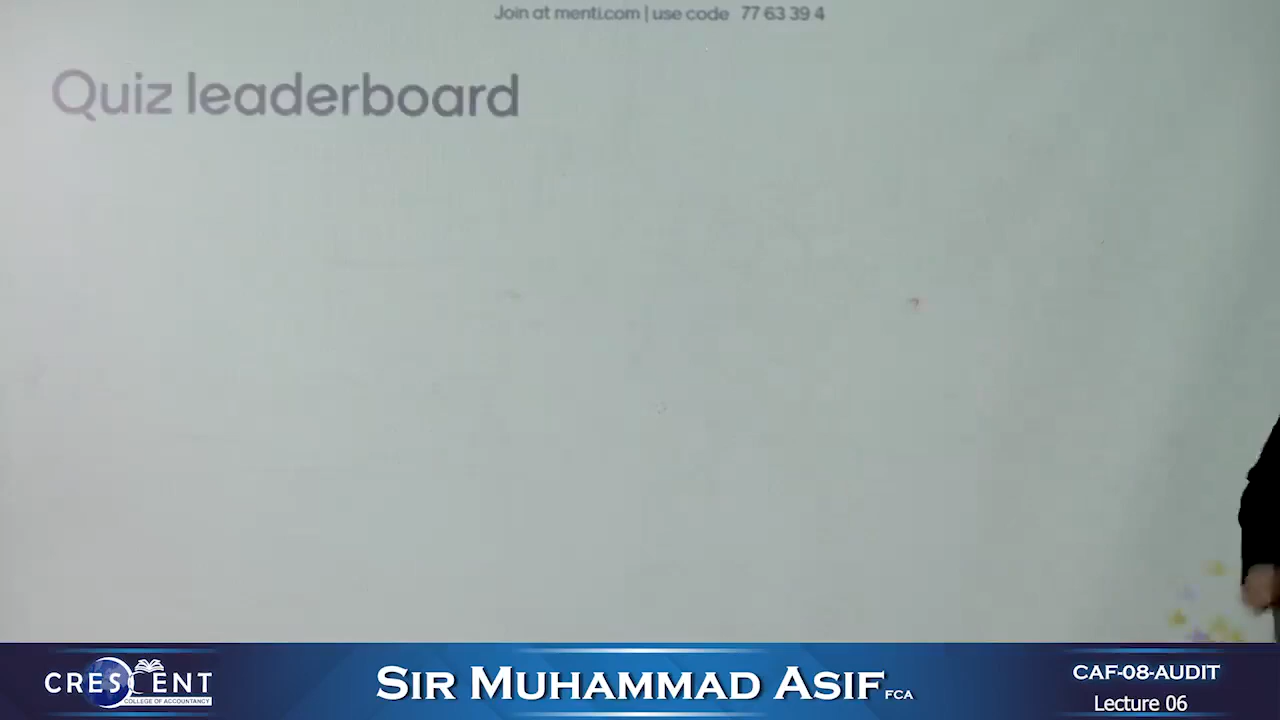 Join at menti.com | use code 77 63 39 4
Quiz leaderboard
CRESCENT
COLLEGE OF ACCOUNTANCY
SIR MUHAMMAD ASIF FCA
CAF-08-AUDIT
Lecture 06